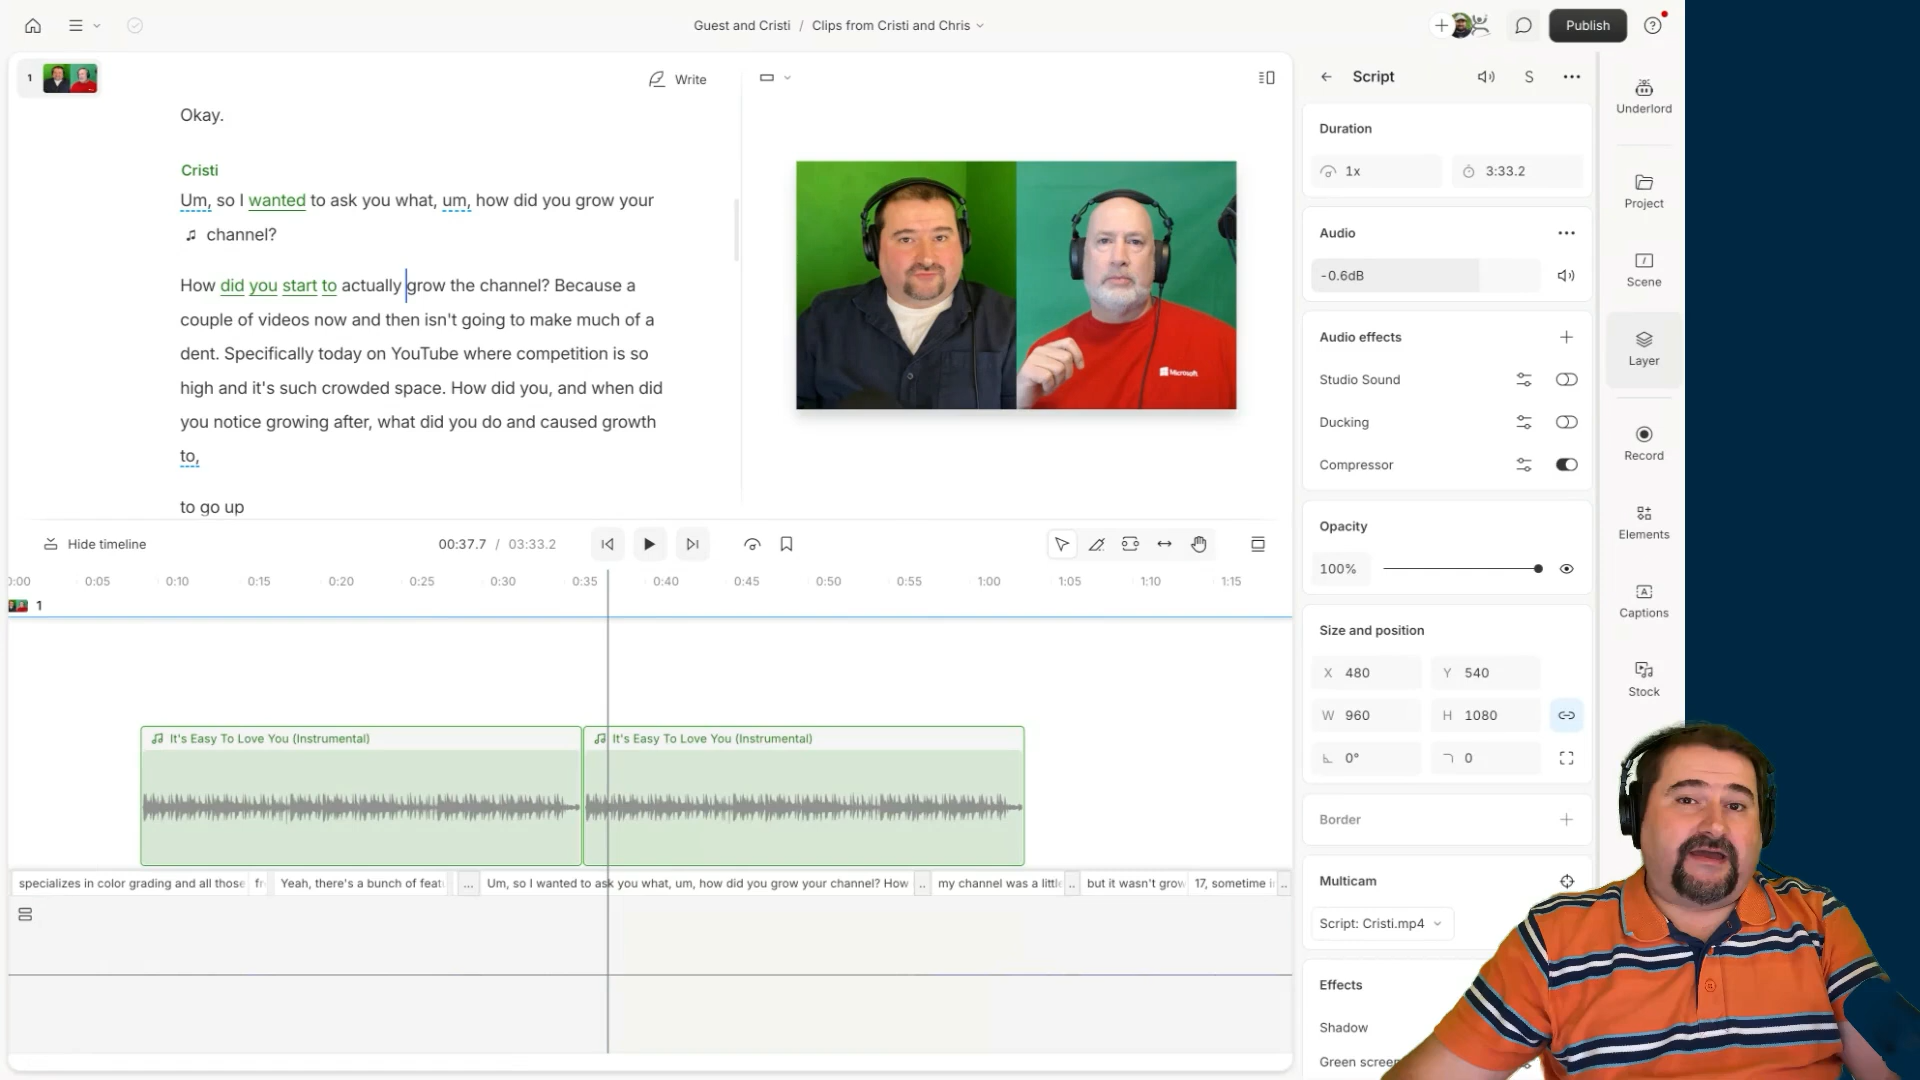 Guest and Cristi / Clips from Cristi and Chris
Publish
1
Write
Okay.
Cristi
Um, so I wanted to ask you what, um, how did you grow your
channel?
How did you start to actually grow the channel? Because a
couple of videos now and then isn't going to make much of a
dent. Specifically today on YouTube where competition is so
high and it's such crowded space. How did you, and when did
you notice growing after, what did you do and caused growth
to,
to go up
Microsoft
Script
S
Duration
1x
3:33.2
Audio
-0.6dB
Audio effects
Studio Sound
Ducking
Compressor
Opacity
100%
Size and position
X 480
Y 540
W 960
H 1080
0°
0
Border
Multicam
Script: Cristi.mp4
Effects
Shadow
Green screen
Underlord
Project
Scene
Layer
Record
Elements
Captions
Stock
Hide timeline
00:37.7 / 03:33.2
0:00 0:05 0:10 0:15 0:20 0:25 0:30 0:35 0:40 0:45 0:50 0:55 1:00 1:05 1:10 1:15
1
It's Easy To Love You (Instrumental)
It's Easy To Love You (Instrumental)
specializes in color grading and all those
Yeah, there's a bunch of feat
...
Um, so I wanted to ask you what, um, how did you grow your channel? How
..
my channel was a little
..
but it wasn't grow
17, sometime i
..